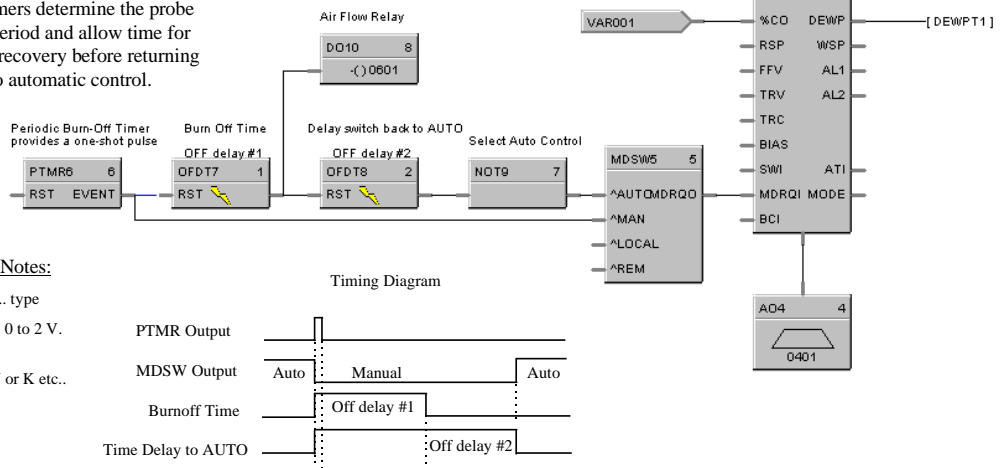 mers determine the probe
eriod and allow time for
recovery before returning
o automatic control.
Air Flow Relay
DO10 8
-( ) 0601
VAR001
%CO DEWP
[ DEWPT1 ]
RSP WSP
FFV AL1
TRV AL2
TRC
BIAS
SWI ATI
MDRQI MODE
BCI
Periodic Burn-Off Timer
provides a one-shot pulse
PTMR6 6
RST EVENT
Burn Off Time
OFF delay #1
OFDT7 1
RST
Delay switch back to AUTO
OFF delay #2
OFDT8 2
RST
Select Auto Control
NOT9 7
MDSW5 5
^AUTOMDRQO
^MAN
^LOCAL
^REM
AO4 4
0401
Notes:
.. type
0 to 2 V.
or K etc..
Timing Diagram
PTMR Output
MDSW Output
Auto Manual Auto
Burnoff Time
Off delay #1
Time Delay to AUTO
Off delay #2